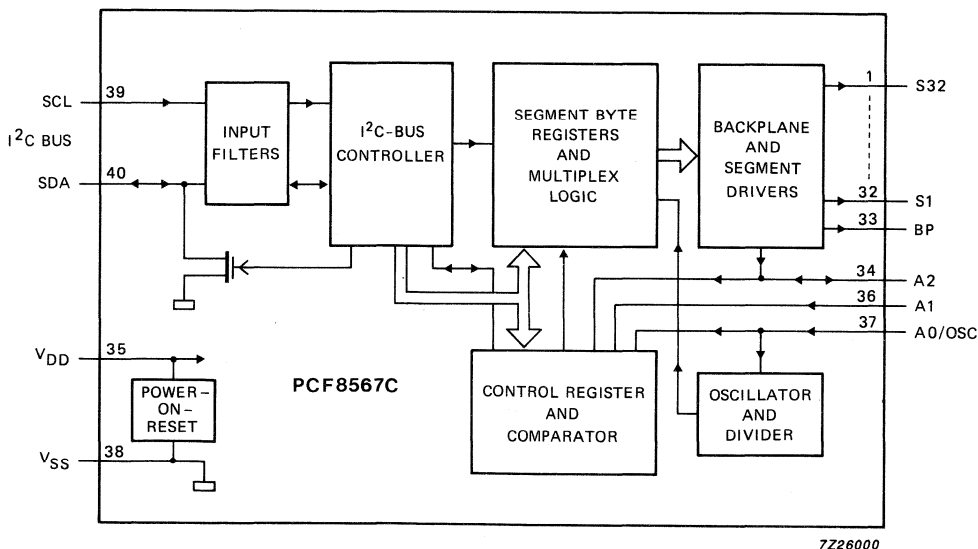 SCL
39
I²C BUS
SDA
40
INPUT
FILTERS
I²C-BUS
CONTROLLER
SEGMENT BYTE
REGISTERS
AND
MULTIPLEX
LOGIC
BACKPLANE
AND
SEGMENT
DRIVERS
1
S32
32
S1
33
BP
34
A2
36
A1
37
A0/OSC
VDD
35
POWER-
ON-
RESET
VSS
38
PCF8567C
CONTROL REGISTER
AND
COMPARATOR
OSCILLATOR
AND
DIVIDER
7Z26000